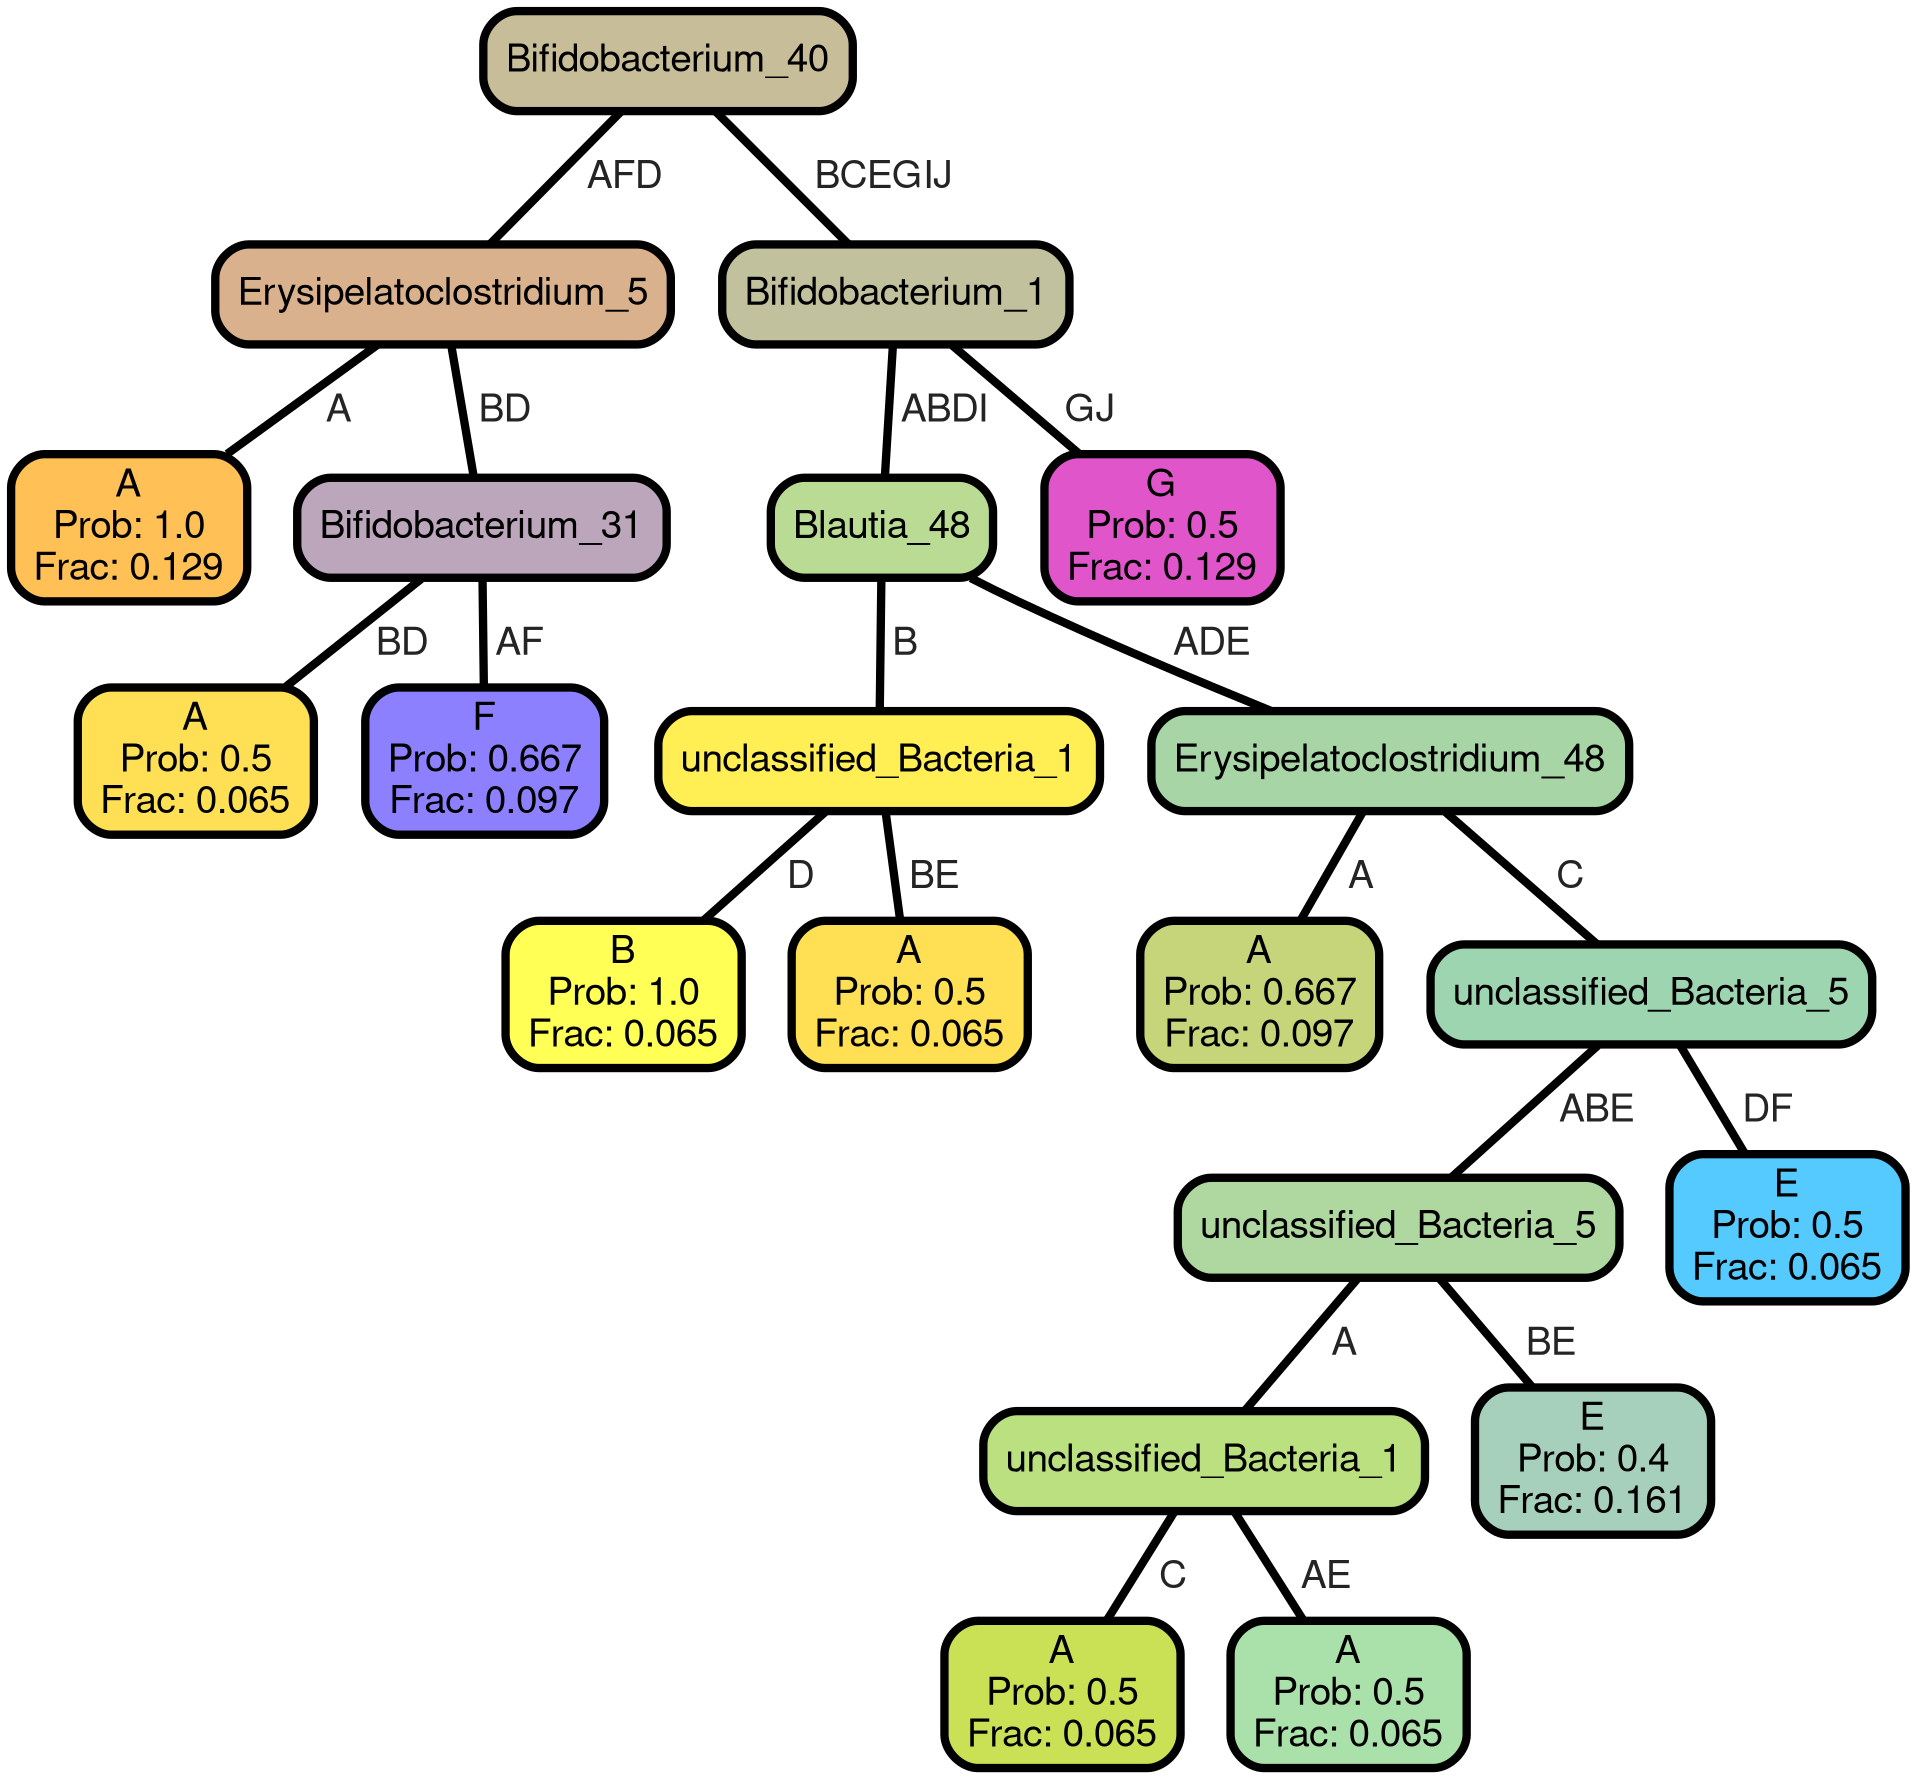 Bifidobacterium_40
AFD
BCEGIJ
Erysipelatoclostridium_5
Bifidobacterium_1
A
BD
ABDI
GJ
A
Prob: 1.0
Frac: 0.129
Bifidobacterium_31
Blautia_48
G
Prob: 0.5
Frac: 0.129
BD
AF
B
ADE
A
Prob: 0.5
Frac: 0.065
F
Prob: 0.667
Frac: 0.097
unclassified_Bacteria_1
Erysipelatoclostridium_48
D
BE
A
C
B
Prob: 1.0
Frac: 0.065
A
Prob: 0.5
Frac: 0.065
A
Prob: 0.667
Frac: 0.097
unclassified_Bacteria_5
ABE
DF
unclassified_Bacteria_5
E
Prob: 0.5
Frac: 0.065
A
BE
unclassified_Bacteria_1
E
Prob: 0.4
Frac: 0.161
C
AE
A
Prob: 0.5
Frac: 0.065
A
Prob: 0.5
Frac: 0.065